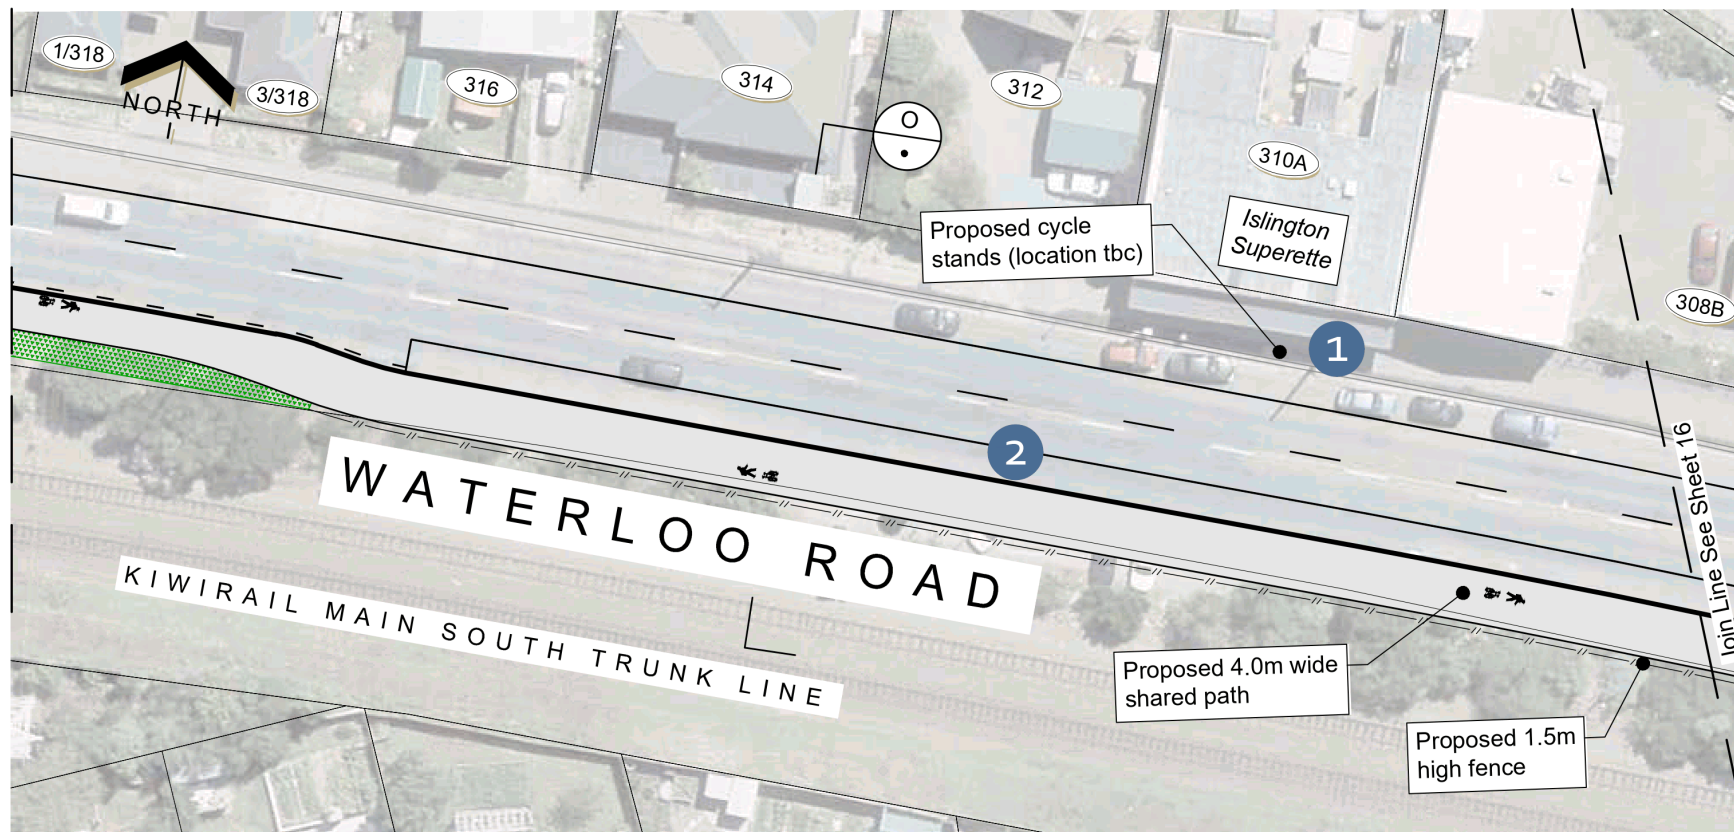 1/318
NORTH
3/318
316
314
O
312
310A
Islington
Superette
Proposed cycle
stands (location tbc)
308B
1
2
WATERLOO ROAD
KIWIRAIL MAIN SOUTH TRUNK LINE
Join Line See Sheet 16
Proposed 4.0m wide
shared path
Proposed 1.5m
high fence